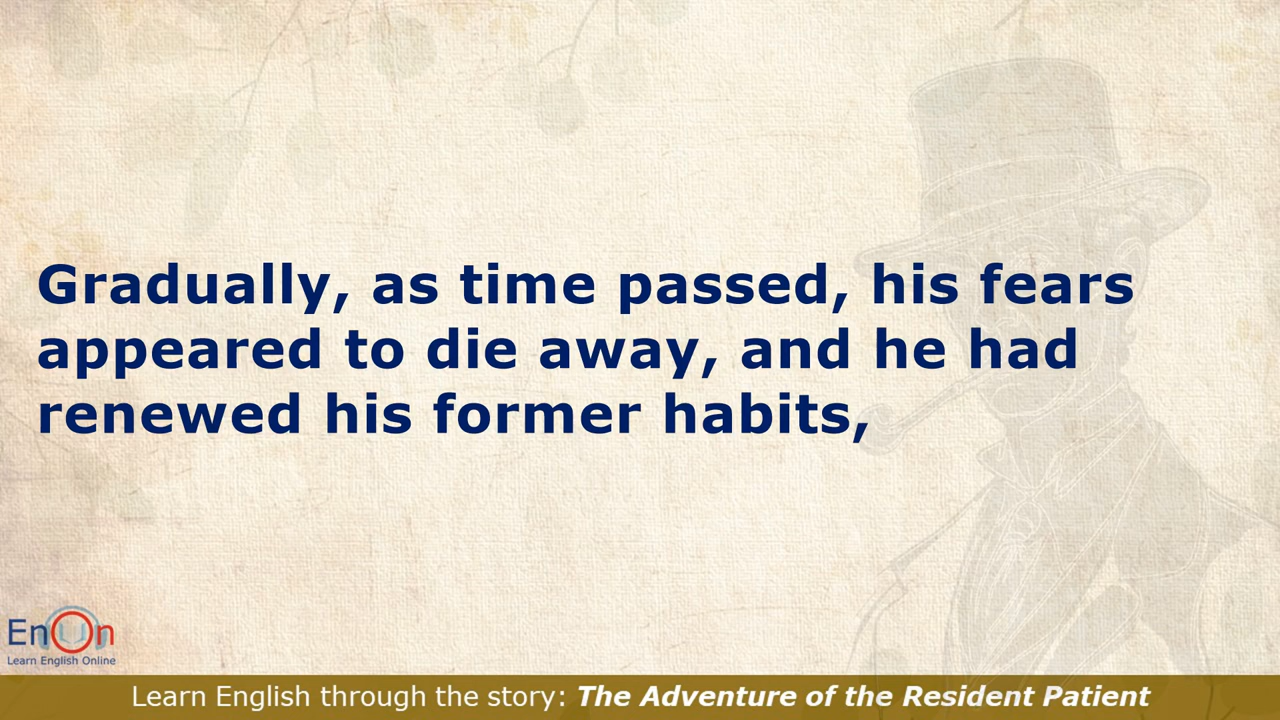 Gradually, as time passed, his fears
appeared to die away, and he had
renewed his former habits,
EnOn
Learn English Online
Learn English through the story: The Adventure of the Resident Patient